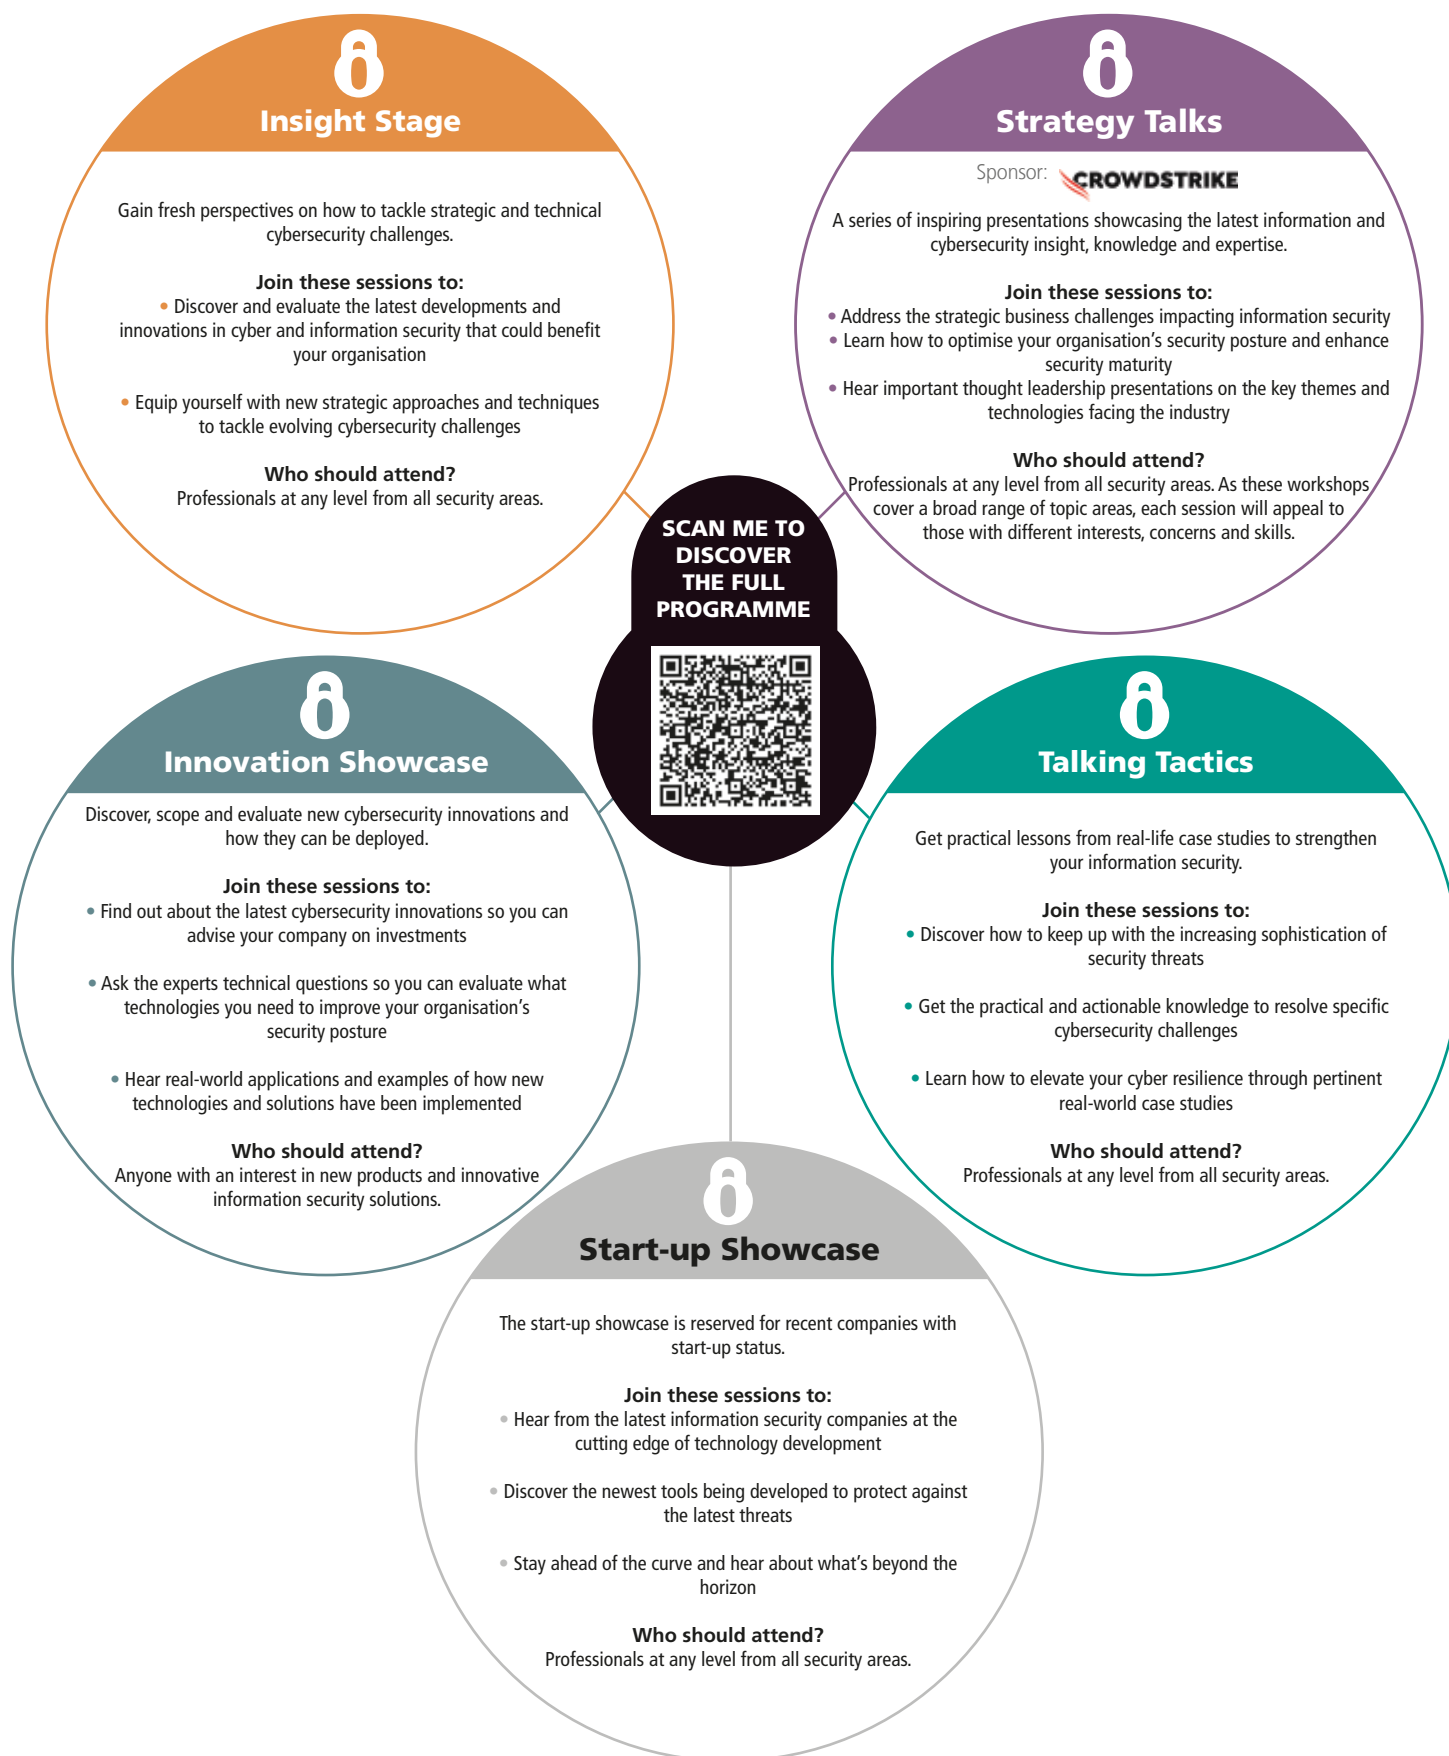 Insight Stage
Gain fresh perspectives on how to tackle strategic and technical
cybersecurity challenges.
Join these sessions to:
• Discover and evaluate the latest developments and
innovations in cyber and information security that could benefit
your organisation
• Equip yourself with new strategic approaches and techniques
to tackle evolving cybersecurity challenges
Who should attend?
Professionals at any level from all security areas.
Strategy Talks
Sponsor: CROWDSTRIKE
A series of inspiring presentations showcasing the latest information and
cybersecurity insight, knowledge and expertise.
Join these sessions to:
• Address the strategic business challenges impacting information security
• Learn how to optimise your organisation's security posture and enhance
security maturity
• Hear important thought leadership presentations on the key themes and
technologies facing the industry
Who should attend?
Professionals at any level from all security areas. As these workshops
cover a broad range of topic areas, each session will appeal to
those with different interests, concerns and skills.
SCAN ME TO
DISCOVER
THE FULL
PROGRAMME
Innovation Showcase
Discover, scope and evaluate new cybersecurity innovations and
how they can be deployed.
Join these sessions to:
• Find out about the latest cybersecurity innovations so you can
advise your company on investments
• Ask the experts technical questions so you can evaluate what
technologies you need to improve your organisation's
security posture
• Hear real-world applications and examples of how new
technologies and solutions have been implemented
Who should attend?
Anyone with an interest in new products and innovative
information security solutions.
Talking Tactics
Get practical lessons from real-life case studies to strengthen
your information security.
Join these sessions to:
• Discover how to keep up with the increasing sophistication of
security threats
• Get the practical and actionable knowledge to resolve specific
cybersecurity challenges
• Learn how to elevate your cyber resilience through pertinent
real-world case studies
Who should attend?
Professionals at any level from all security areas.
Start-up Showcase
The start-up showcase is reserved for recent companies with
start-up status.
Join these sessions to:
• Hear from the latest information security companies at the
cutting edge of technology development
• Discover the newest tools being developed to protect against
the latest threats
• Stay ahead of the curve and hear about what's beyond the
horizon
Who should attend?
Professionals at any level from all security areas.